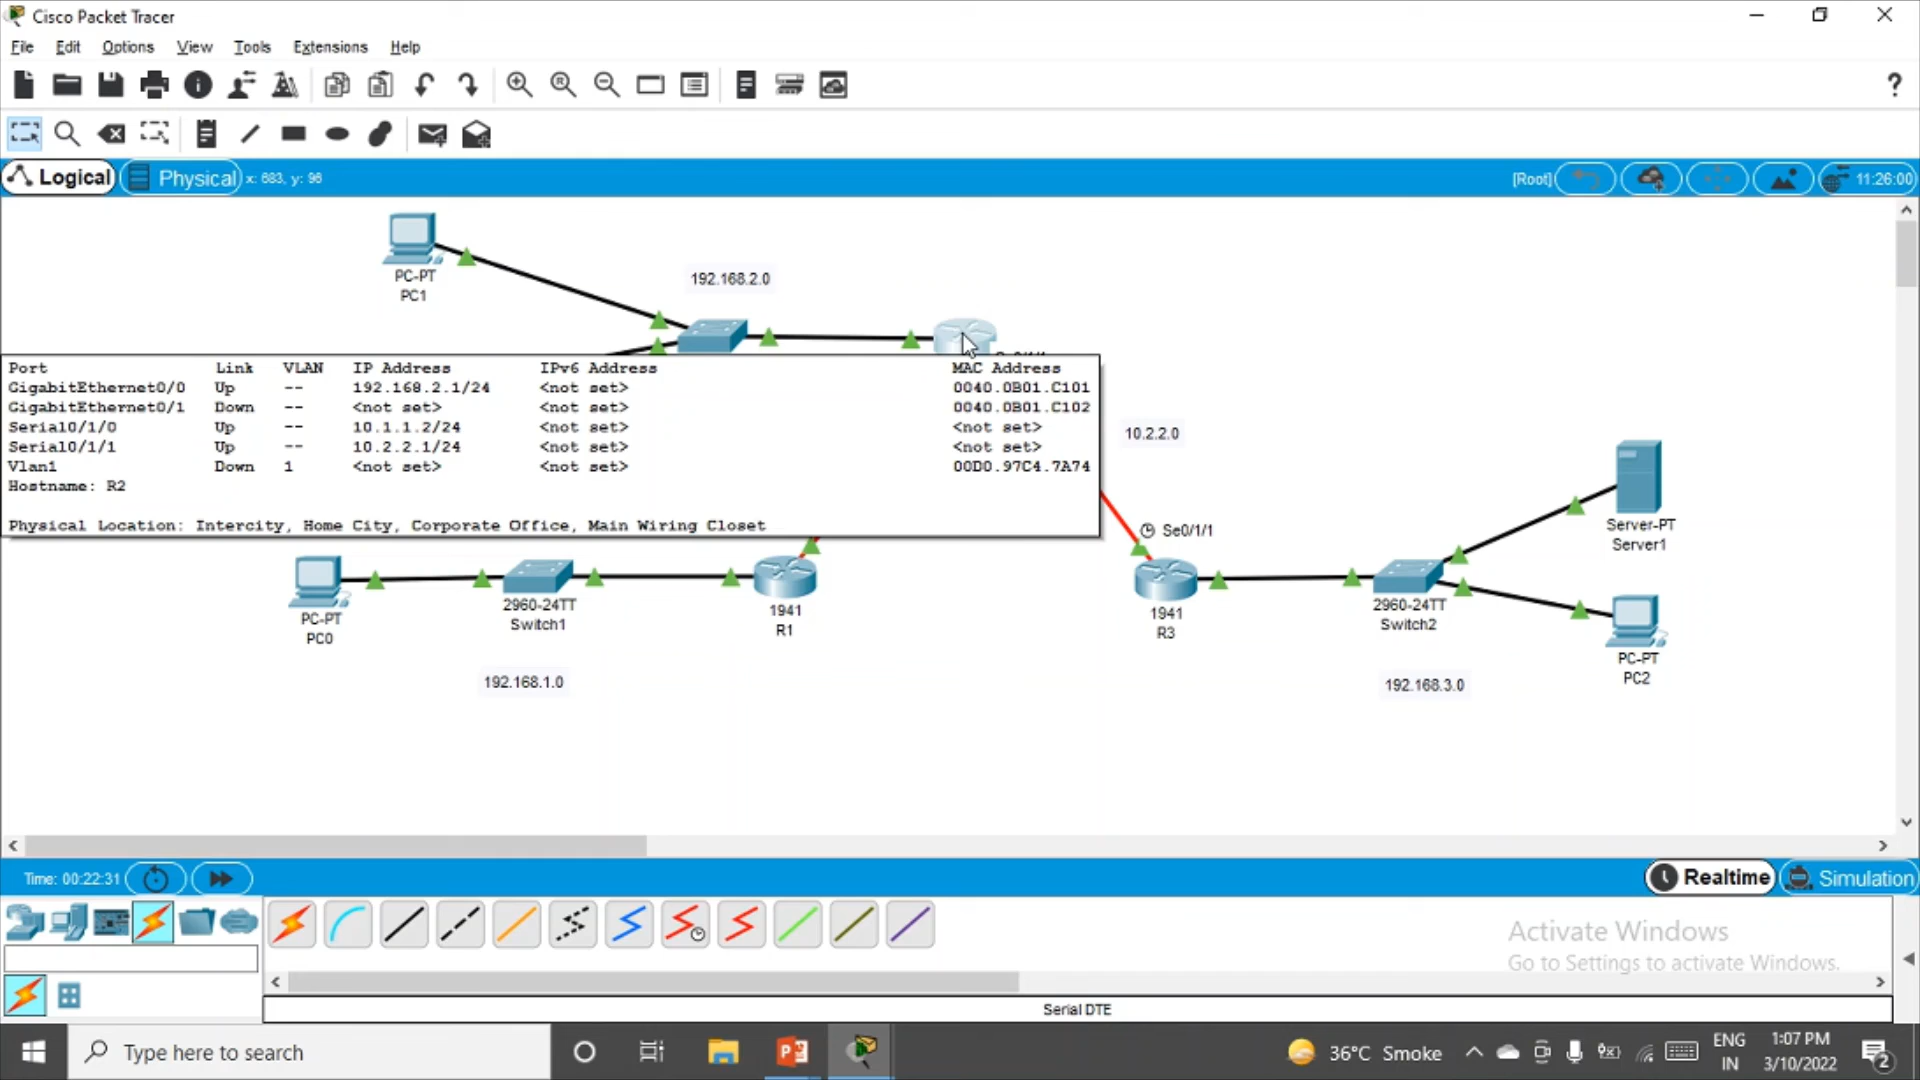 Cisco Packet Tracer
File Edit Options View Tools Extensions Help
?
Logical Physical x: 683, y: 96 [Root] 11:26:00
PC-PT
PC1
192.168.2.0
Port Link VLAN IP Address IPv6 Address MAC Address
GigabitEthernet0/0 Up -- 192.168.2.1/24 <not set> 0040.0B01.C101
GigabitEthernet0/1 Down -- <not set> <not set> 0040.0B01.C102
Serial0/1/0 Up -- 10.1.1.2/24 <not set> <not set>
Serial0/1/1 Up -- 10.2.2.1/24 <not set> <not set>
Vlan1 Down 1 <not set> <not set> 00D0.97C4.7A74
Hostname: R2
Physical Location: Intercity, Home City, Corporate Office, Main Wiring Closet
10.2.2.0
Se0/1/1
Server-PT
Server1
PC-PT
PC0
2960-24TT
Switch1
1941
R1
1941
R3
2960-24TT
Switch2
PC-PT
PC2
192.168.1.0
192.168.3.0
Time: 00:22:31 Realtime Simulation
Activate Windows
Go to Settings to activate Windows.
Serial DTE
Type here to search
36°C Smoke
ENG
IN
1:07 PM
3/10/2022
2